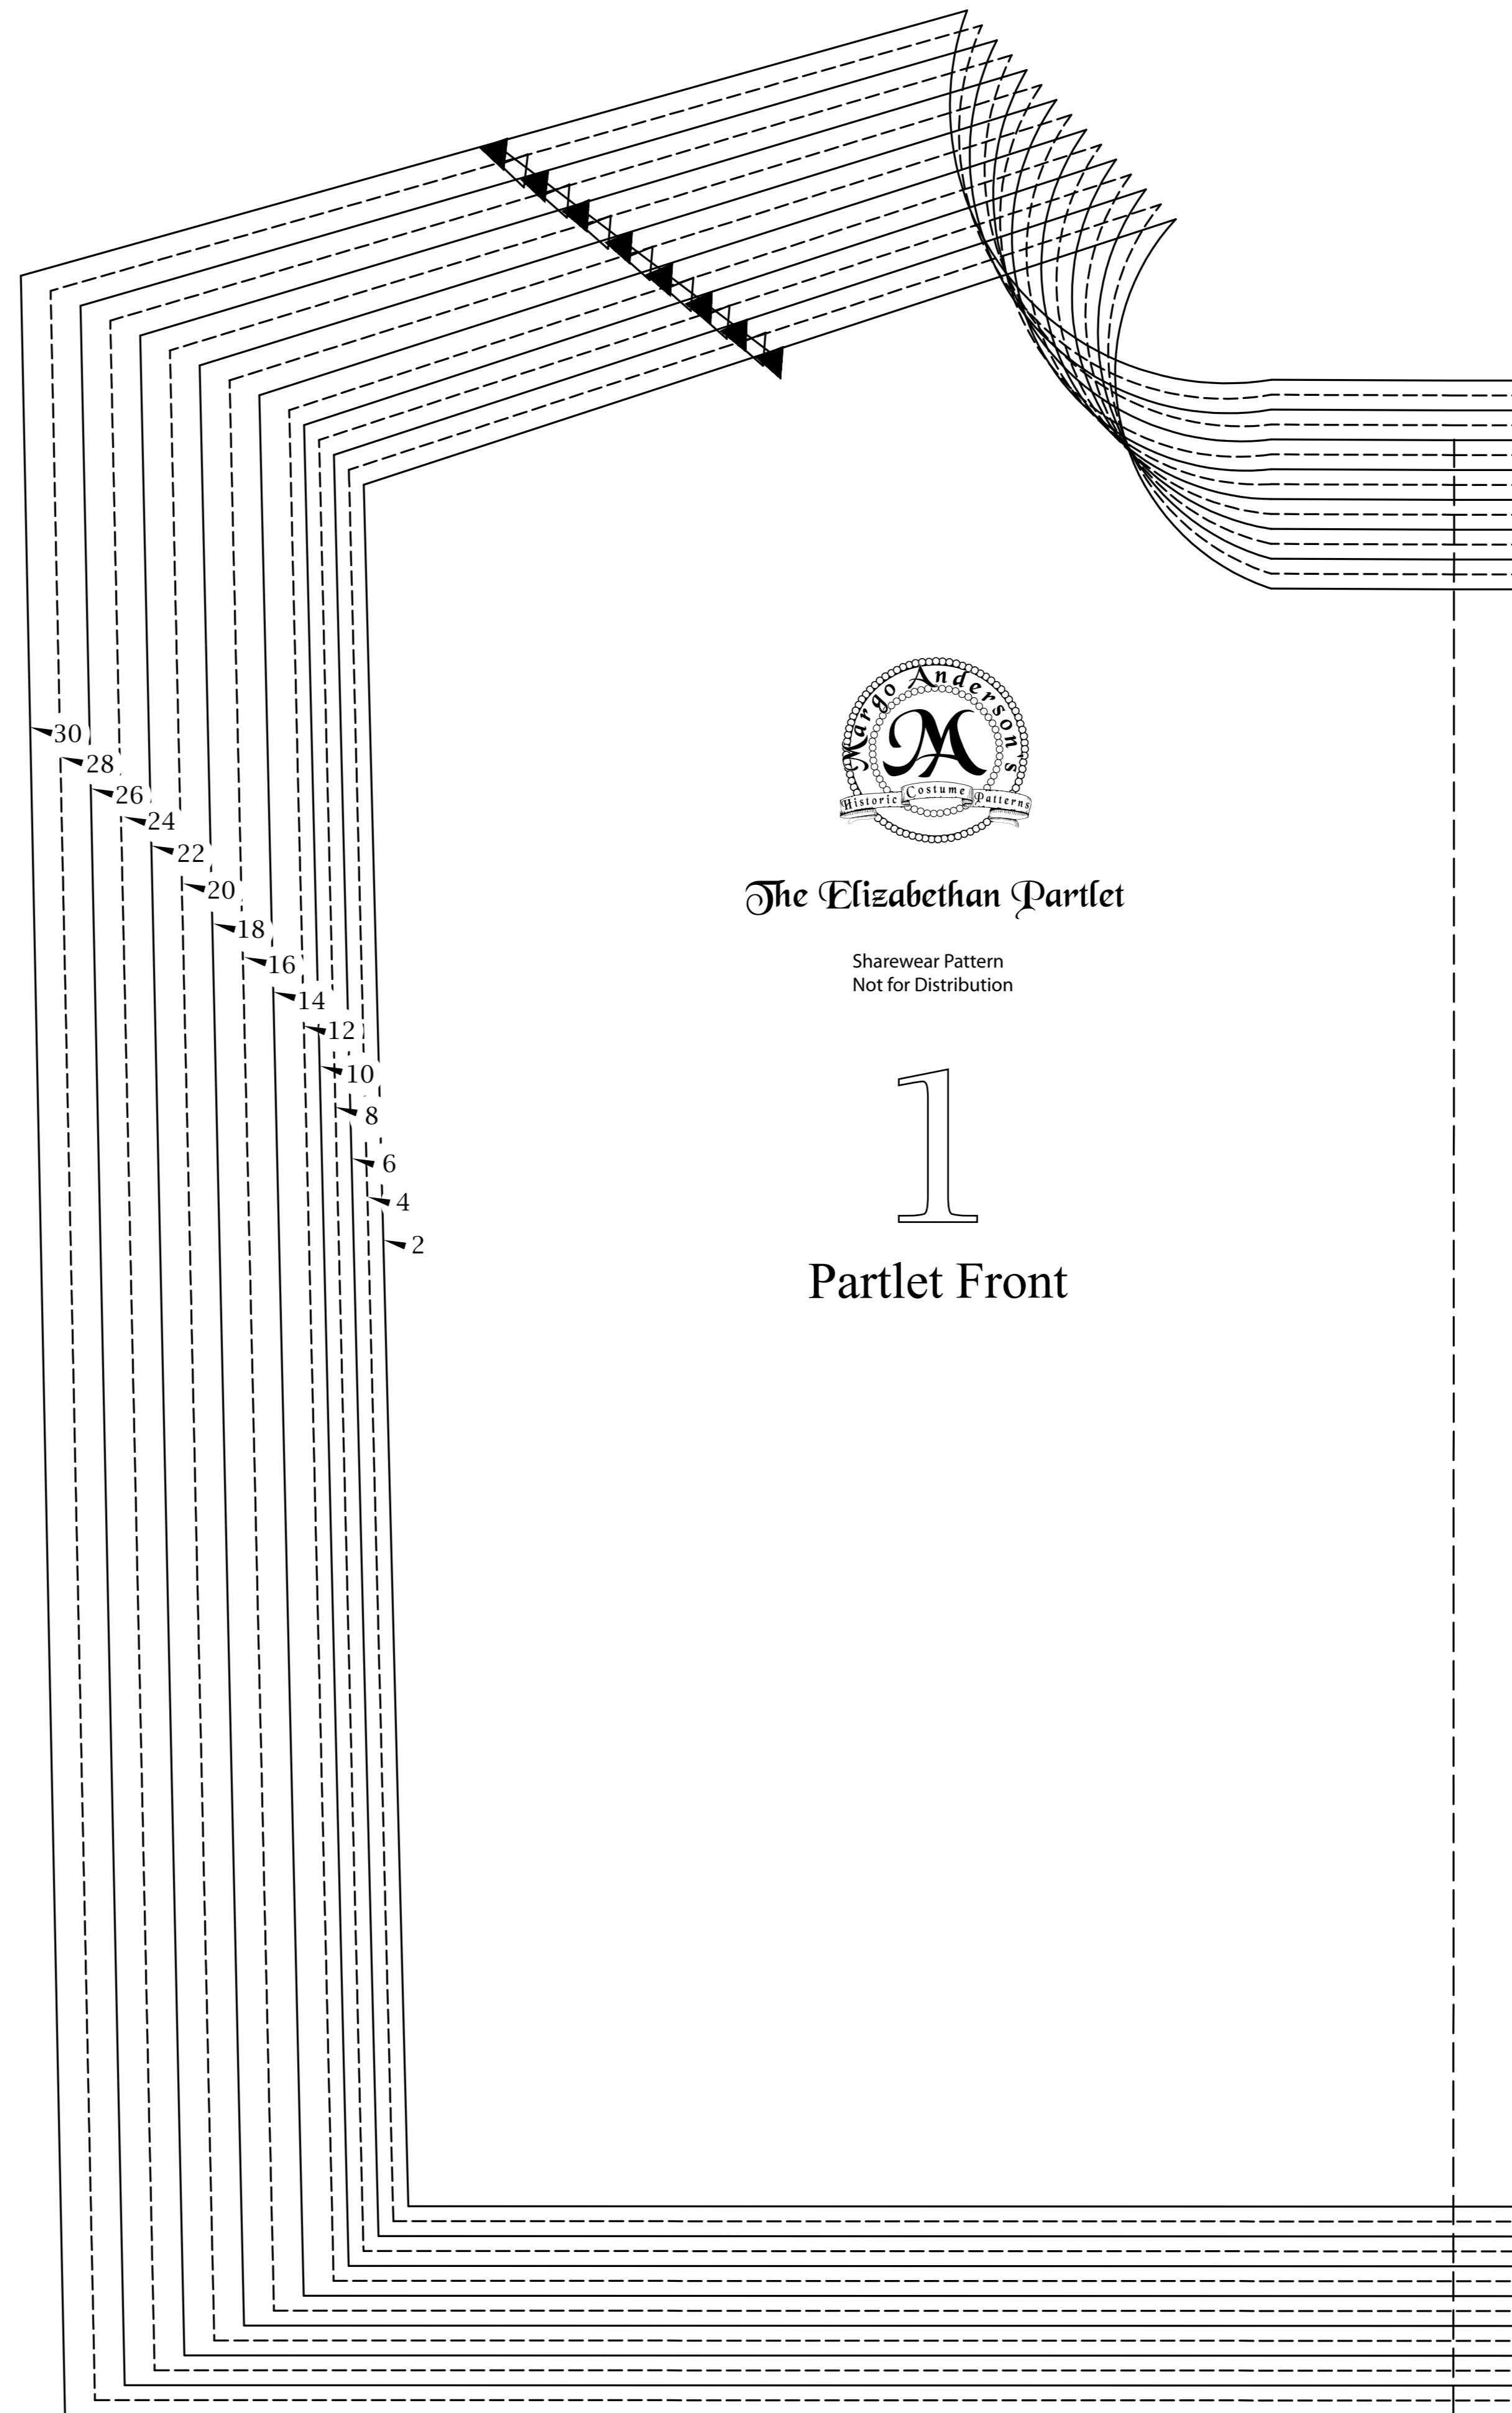 Margo Anderson's
M
Historic Costume Patterns
The Elizabethan Partlet
Sharewear Pattern
Not for Distribution
1
Partlet Front
30
28
26
24
22
20
18
16
14
12
10
8
6
4
2